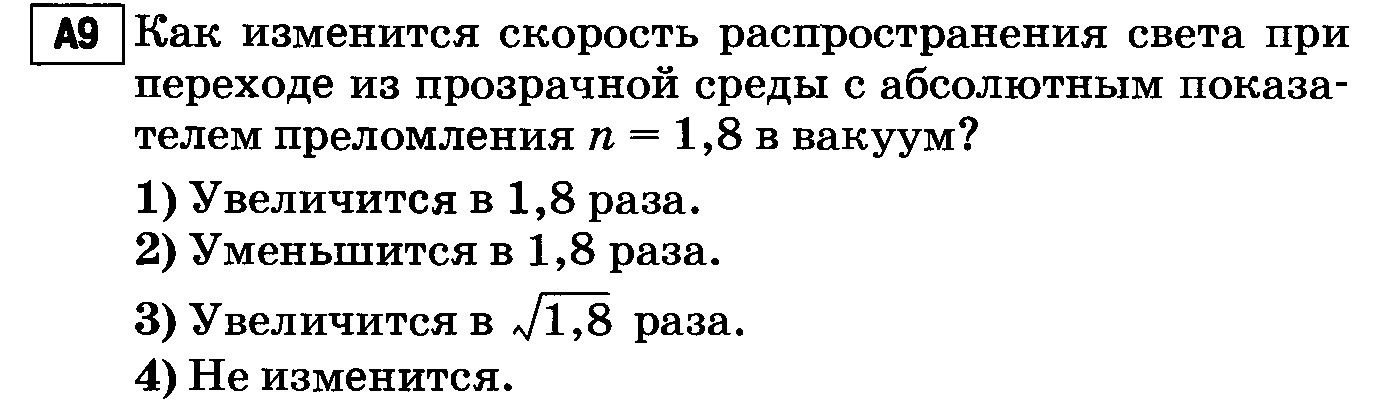 А9 Как изменится скорость распространения света при
переходе из прозрачной среды с абсолютным показа-
телем преломления n = 1,8 в вакуум?
1) Увеличится в 1,8 раза.
2) Уменьшится в 1,8 раза.
3) Увеличится в √1,8 раза.
4) Не изменится.